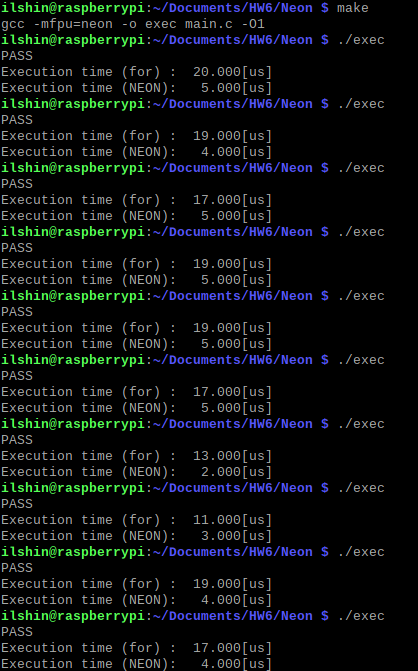 ilshin@raspberrypi:~/Documents/HW6/Neon $ make
gcc -mfpu=neon -o exec main.c -O1
ilshin@raspberrypi:~/Documents/HW6/Neon $ ./exec
PASS
Execution time (for) :  20.000[us]
Execution time (NEON):   5.000[us]
ilshin@raspberrypi:~/Documents/HW6/Neon $ ./exec
PASS
Execution time (for) :  19.000[us]
Execution time (NEON):   4.000[us]
ilshin@raspberrypi:~/Documents/HW6/Neon $ ./exec
PASS
Execution time (for) :  17.000[us]
Execution time (NEON):   5.000[us]
ilshin@raspberrypi:~/Documents/HW6/Neon $ ./exec
PASS
Execution time (for) :  19.000[us]
Execution time (NEON):   5.000[us]
ilshin@raspberrypi:~/Documents/HW6/Neon $ ./exec
PASS
Execution time (for) :  19.000[us]
Execution time (NEON):   5.000[us]
ilshin@raspberrypi:~/Documents/HW6/Neon $ ./exec
PASS
Execution time (for) :  17.000[us]
Execution time (NEON):   5.000[us]
ilshin@raspberrypi:~/Documents/HW6/Neon $ ./exec
PASS
Execution time (for) :  13.000[us]
Execution time (NEON):   2.000[us]
ilshin@raspberrypi:~/Documents/HW6/Neon $ ./exec
PASS
Execution time (for) :  11.000[us]
Execution time (NEON):   3.000[us]
ilshin@raspberrypi:~/Documents/HW6/Neon $ ./exec
PASS
Execution time (for) :  19.000[us]
Execution time (NEON):   4.000[us]
ilshin@raspberrypi:~/Documents/HW6/Neon $ ./exec
PASS
Execution time (for) :  17.000[us]
Execution time (NEON):   4.000[us]